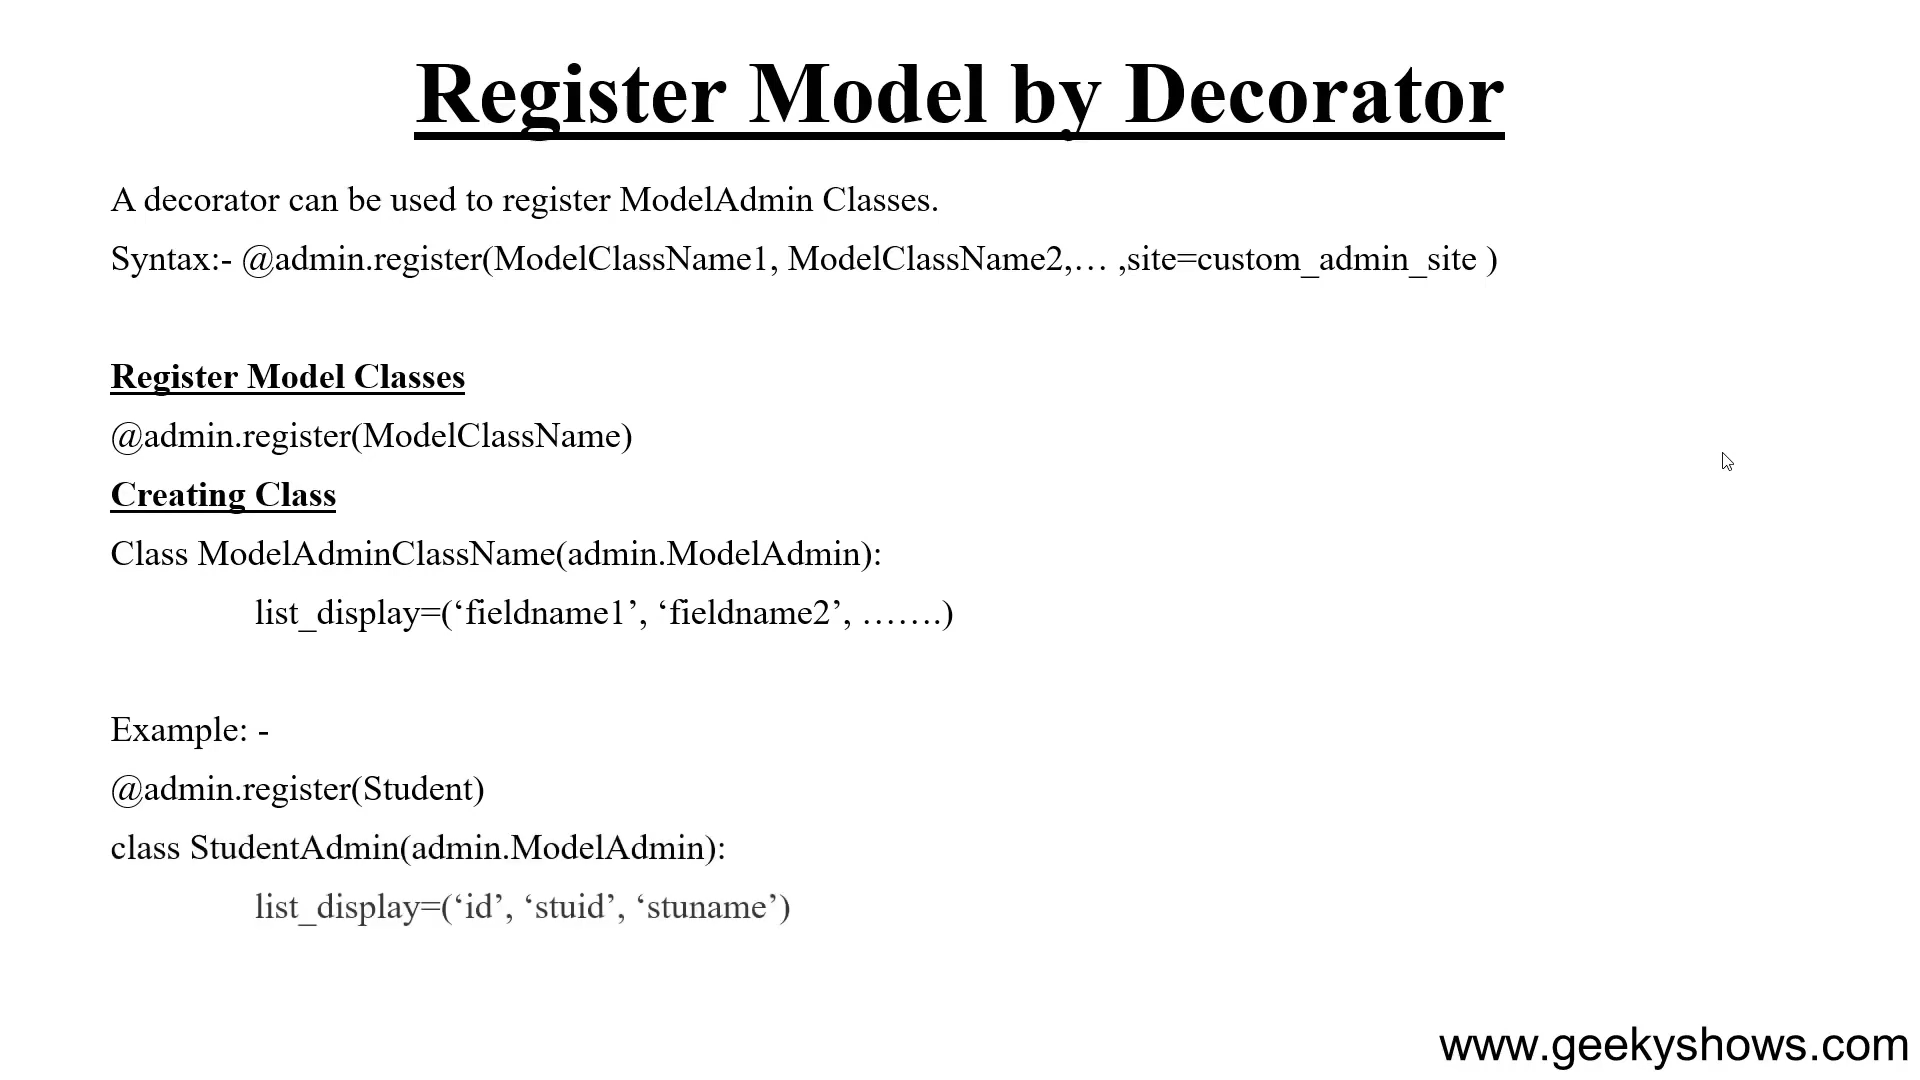 Register Model by Decorator
A decorator can be used to register ModelAdmin Classes.
Syntax:- @admin.register(ModelClassName1, ModelClassName2,… ,site=custom_admin_site )
Register Model Classes
@admin.register(ModelClassName)
Creating Class
Class ModelAdminClassName(admin.ModelAdmin):
list_display=(‘fieldname1’, ‘fieldname2’, …….)
Example: -
@admin.register(Student)
class StudentAdmin(admin.ModelAdmin):
list_display=(‘id’, ‘stuid’, ‘stuname’)
www.geekyshows.com